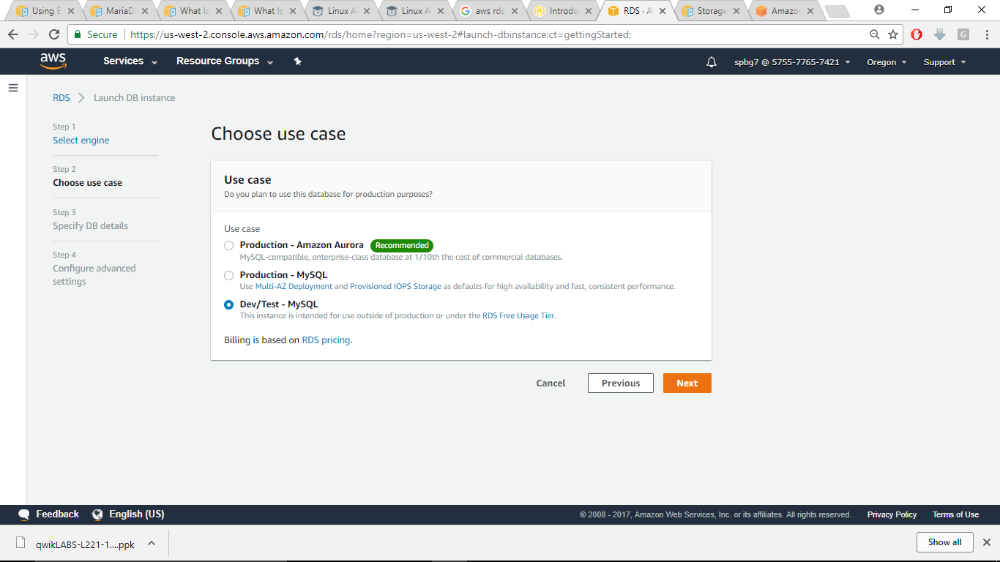 Using E
MariaD
What Is
What Is
Linux A
Linux A
aws rds
Introdu
RDS · A
Storage
Amazon
Secure
https://us-west-2.console.aws.amazon.com/rds/home?region=us-west-2#launch-dbinstance:ct=gettingStarted:
G
aws
Services
Resource Groups
spbg7 @ 5755-7765-7421
Oregon
Support
RDS
Launch DB instance
Step 1
Select engine
Step 2
Choose use case
Step 3
Specify DB details
Step 4
Configure advanced
settings
Choose use case
Use case
Do you plan to use this database for production purposes?
Use case
Production - Amazon Aurora Recommended
MySQL-compatible, enterprise-class database at 1/10th the cost of commercial databases.
Production - MySQL
Use Multi-AZ Deployment and Provisioned IOPS Storage as defaults for high availability and fast, consistent performance.
Dev/Test - MySQL
This instance is intended for use outside of production or under the RDS Free Usage Tier.
Billing is based on RDS pricing.
Cancel
Previous
Next
Feedback
English (US)
© 2008 - 2017, Amazon Web Services, Inc. or its affiliates. All rights reserved.
Privacy Policy
Terms of Use
qwikLABS-L221-1....ppk
Show all